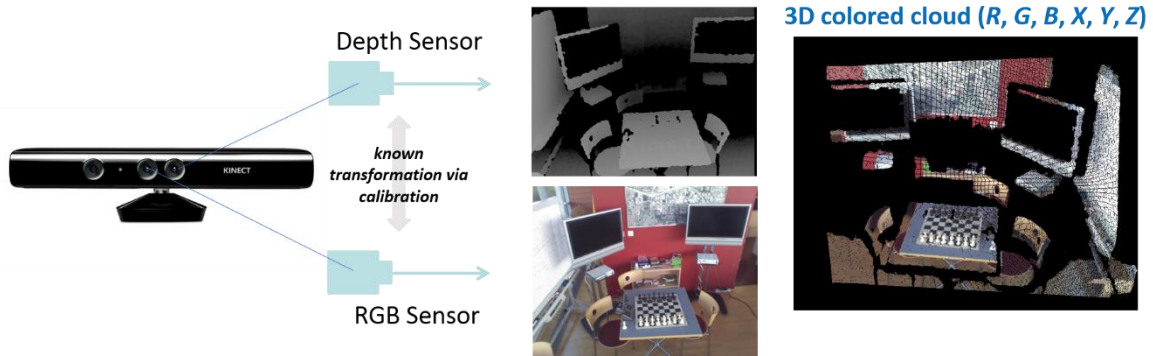 3D colored cloud (R, G, B, X, Y, Z)
Depth Sensor
known
transformation via
calibration
KINECT
RGB Sensor